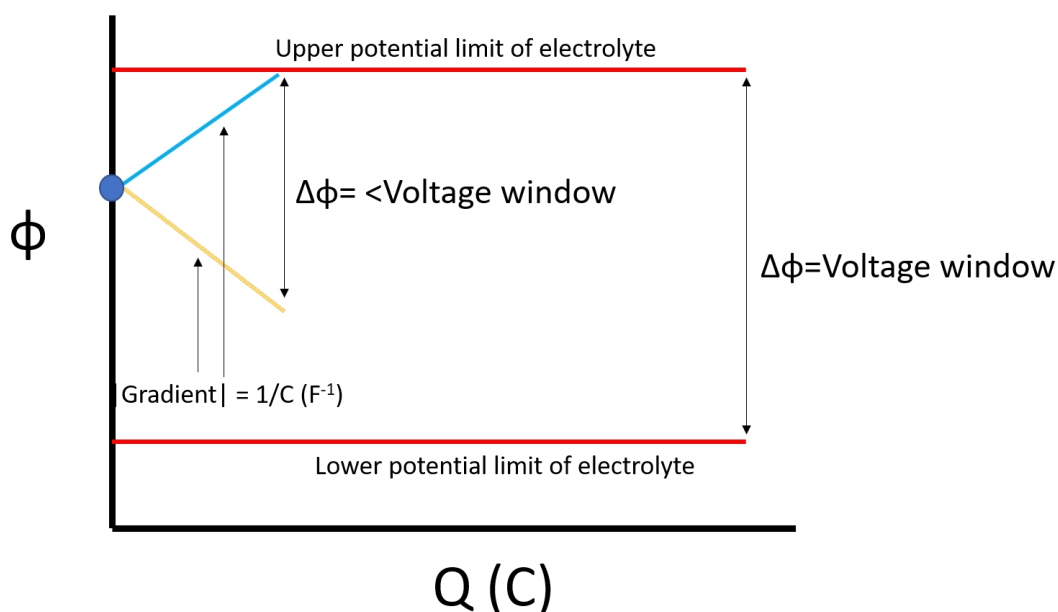 Upper potential limit of electrolyte
Δϕ= <Voltage window
ϕ
Δϕ=Voltage window
|Gradient| = 1/C (F⁻¹)
Lower potential limit of electrolyte
Q (C)